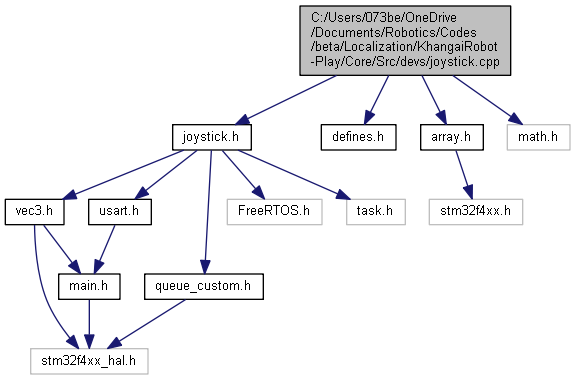 C:/Users/073be/OneDrive
/Documents/Robotics/Codes
/beta/Localization/KhangaiRobot
-Play/Core/Src/devs/joystick.cpp
joystick.h
defines.h
array.h
math.h
vec3.h
usart.h
FreeRTOS.h
task.h
stm32f4xx.h
main.h
queue_custom.h
stm32f4xx_hal.h